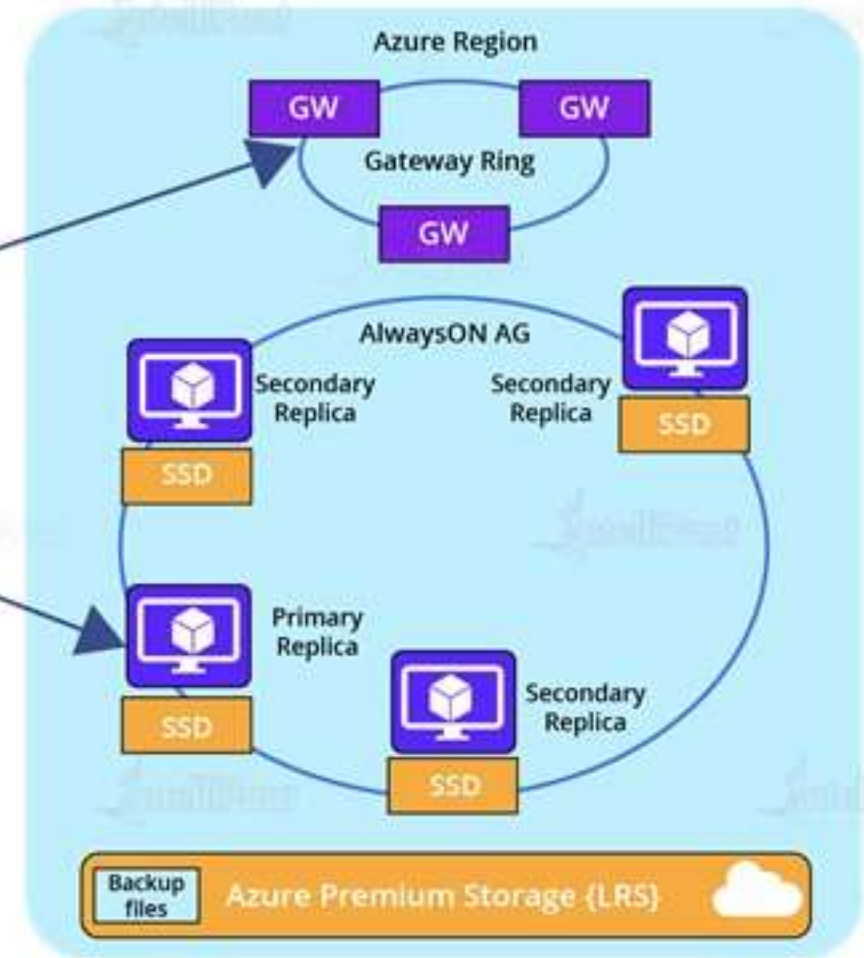 Azure Region
GW
GW
Gateway Ring
GW
AlwaysON AG
Secondary
Replica
SSD
Secondary
Replica
SSD
Primary
Replica
SSD
Secondary
Replica
SSD
Backup
files
Azure Premium Storage {LRS}